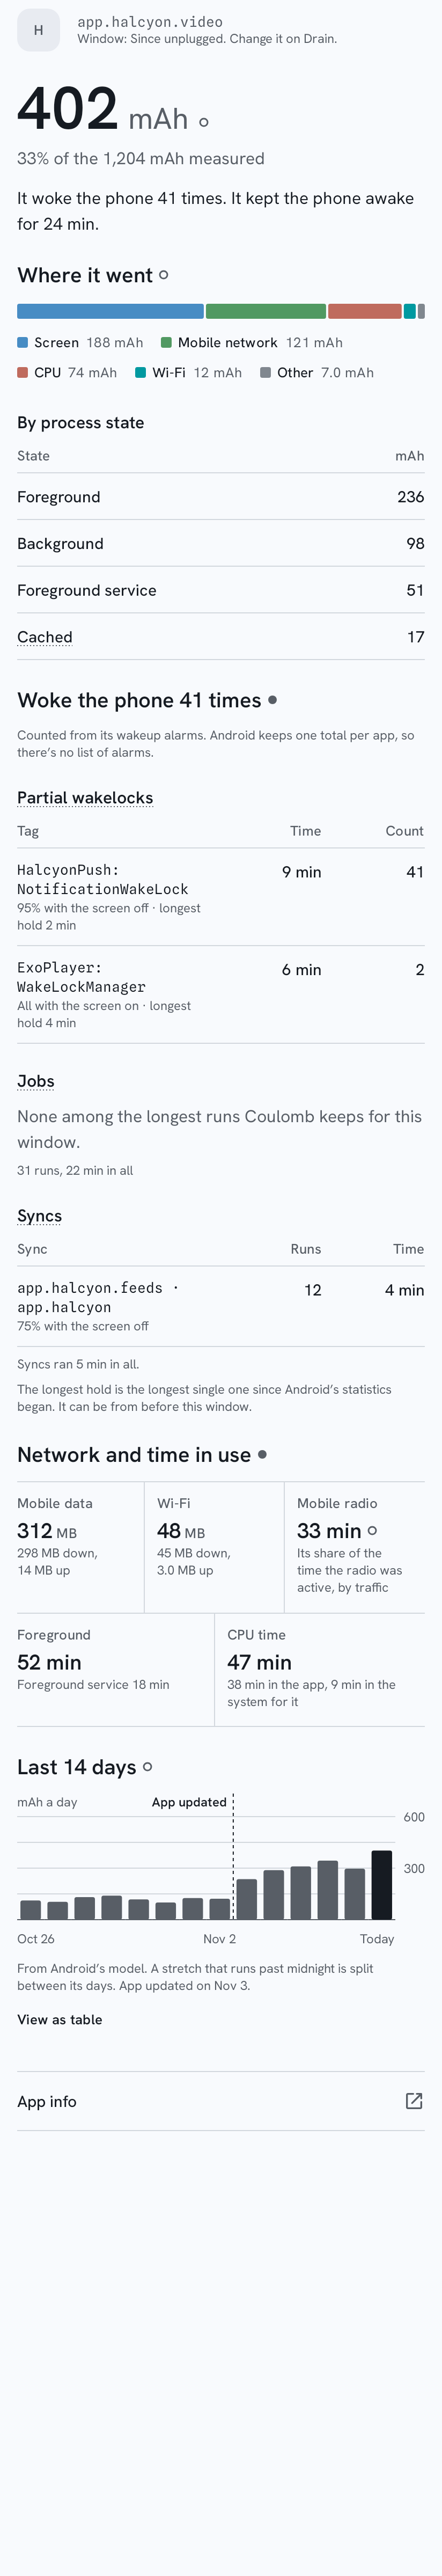 H
app.halcyon.video
Window: Since unplugged. Change it on Drain.
402 mAh
33% of the 1,204 mAh measured
It woke the phone 41 times. It kept the phone awake
for 24 min.
Where it went
Screen 188 mAh Mobile network 121 mAh
CPU 74 mAh Wi-Fi 12 mAh Other 7.0 mAh
By process state
State mAh
Foreground 236
Background 98
Foreground service 51
Cached 17
Woke the phone 41 times
Counted from its wakeup alarms. Android keeps one total per app, so
there’s no list of alarms.
Partial wakelocks
Tag Time Count
HalcyonPush: 9 min 41
NotificationWakeLock
95% with the screen off · longest
hold 2 min
ExoPlayer: 6 min 2
WakeLockManager
All with the screen on · longest
hold 4 min
Jobs
None among the longest runs Coulomb keeps for this
window.
31 runs, 22 min in all
Syncs
Sync Runs Time
app.halcyon.feeds · 12 4 min
app.halcyon
75% with the screen off
Syncs ran 5 min in all.
The longest hold is the longest single one since Android’s statistics
began. It can be from before this window.
Network and time in use
Mobile data Wi-Fi Mobile radio
312 MB 48 MB 33 min
298 MB down, 45 MB down, Its share of the
14 MB up 3.0 MB up time the radio was
active, by traffic
Foreground CPU time
52 min 47 min
Foreground service 18 min 38 min in the app, 9 min in the
system for it
Last 14 days
mAh a day App updated
600
300
Oct 26 Nov 2 Today
From Android’s model. A stretch that runs past midnight is split
between its days. App updated on Nov 3.
View as table
App info